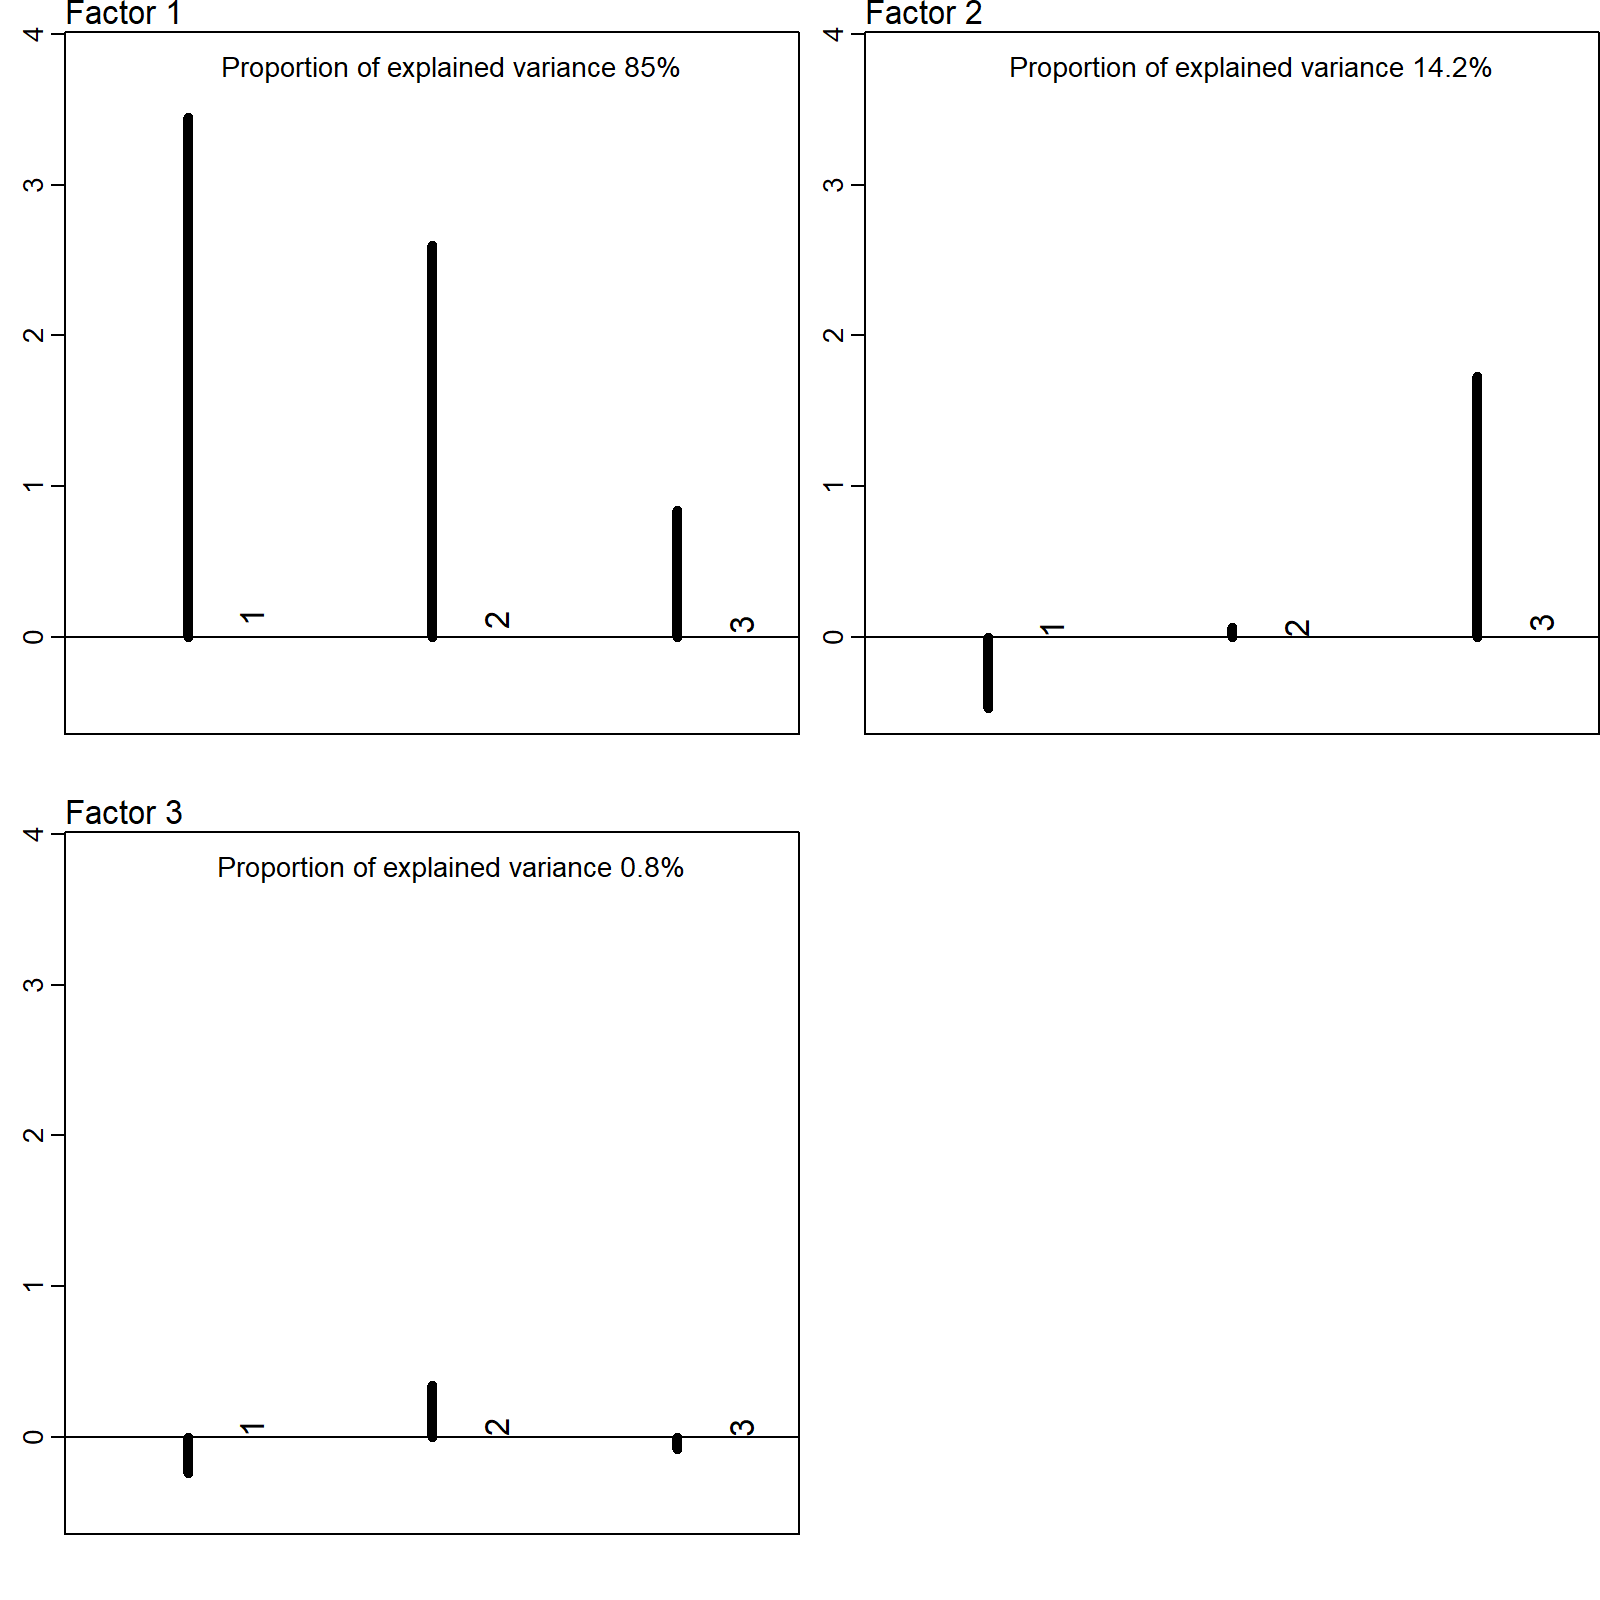 Factor 1
Proportion of explained variance 85%
4
3
2
1
0
1 2 3
Factor 2
Proportion of explained variance 14.2%
4
3
2
1
0
1 2 3
Factor 3
Proportion of explained variance 0.8%
4
3
2
1
0
1 2 3